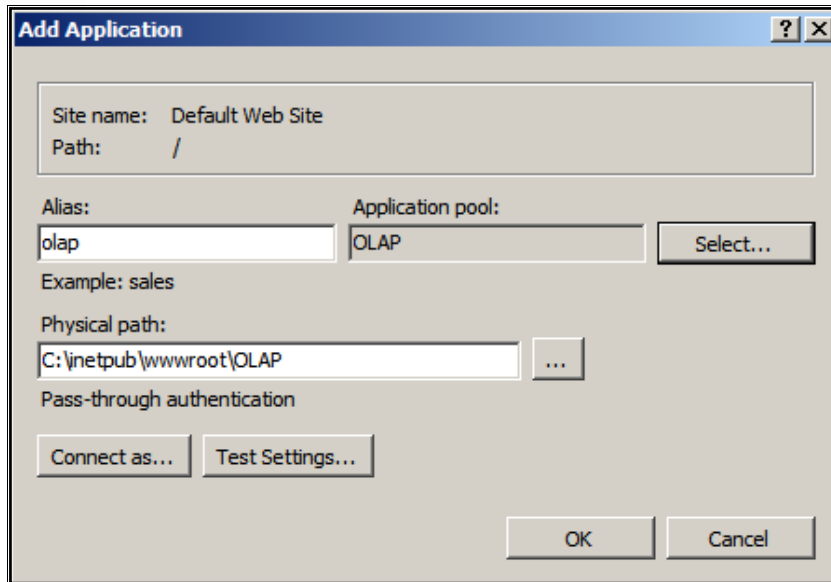 Add Application
Site name: Default Web Site
Path: /
Alias: Application pool:
olap OLAP Select...
Example: sales
Physical path:
C:\inetpub\wwwroot\OLAP ...
Pass-through authentication
Connect as... Test Settings...
OK Cancel